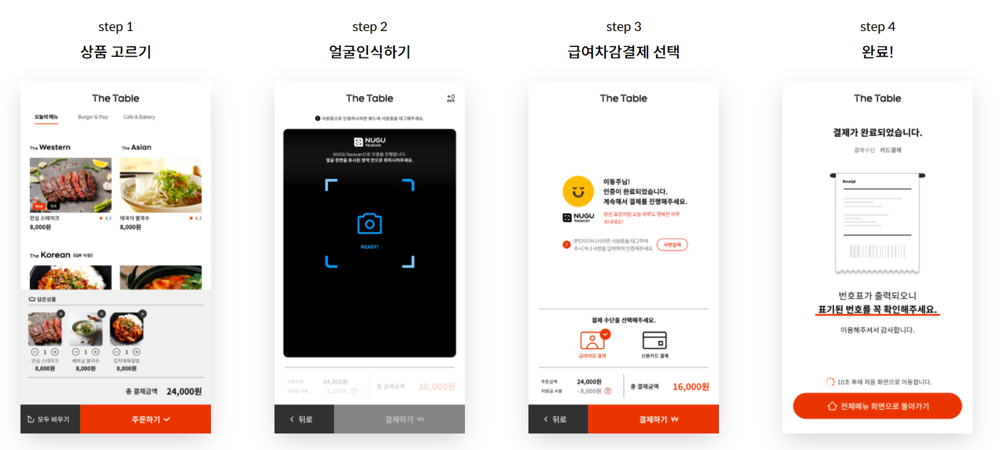 step 1
상품 고르기
The Table
오늘의 메뉴 Burger & Pop Cafe & Bakery
The Western The Asian
New 인기
안심 스테이크 ★ 4.3 태국식 쌀국수 ★ 4.3
8,000원 8,000원
The Korean (QR 식권)
담은상품
1 1 1
안심 스테이크 베트남 쌀국수 김치제육덮밥
8,000원 8,000원 8,000원
총 결제금액 24,000원
모두 비우기 주문하기
step 2
얼굴인식하기
The Table
exit
사원증으로 인증하시려면 패드에 사원증을 태그해주세요.
NUGU
facecan
NUGU facecan으로 인증을 진행합니다.
얼굴 정면을 표시된 영역 안으로 위치시켜주세요.
READY!
주문금액 24,000원
지원금 사용 - 8,000원 ?
총 결제금액 16,000원
뒤로 결제하기 ₩
step 3
급여차감결제 선택
The Table
이동주님!
인증이 완료되었습니다.
계속해서 결제를 진행해주세요.
NUGU
facecan
밝은 표정처럼 오늘 하루도 행복한 하루
보내세요!
본인이 아니시라면 사원증을 태그하여
주시거나 사번을 입력하여 인증해주세요.
사번입력
결제 수단을 선택해주세요.
급여차감 결제 신용카드 결제
주문금액 24,000원
지원금 사용 - 8,000원 ?
총 결제금액 16,000원
뒤로 결제하기 ₩
step 4
완료!
The Table
결제가 완료되었습니다.
결제수단 카드결제
Receipt
번호표가 출력되오니
표기된 번호를 꼭 확인해주세요.
이용해주셔서 감사합니다.
10초 후에 처음 화면으로 이동합니다.
전체메뉴 화면으로 돌아가기